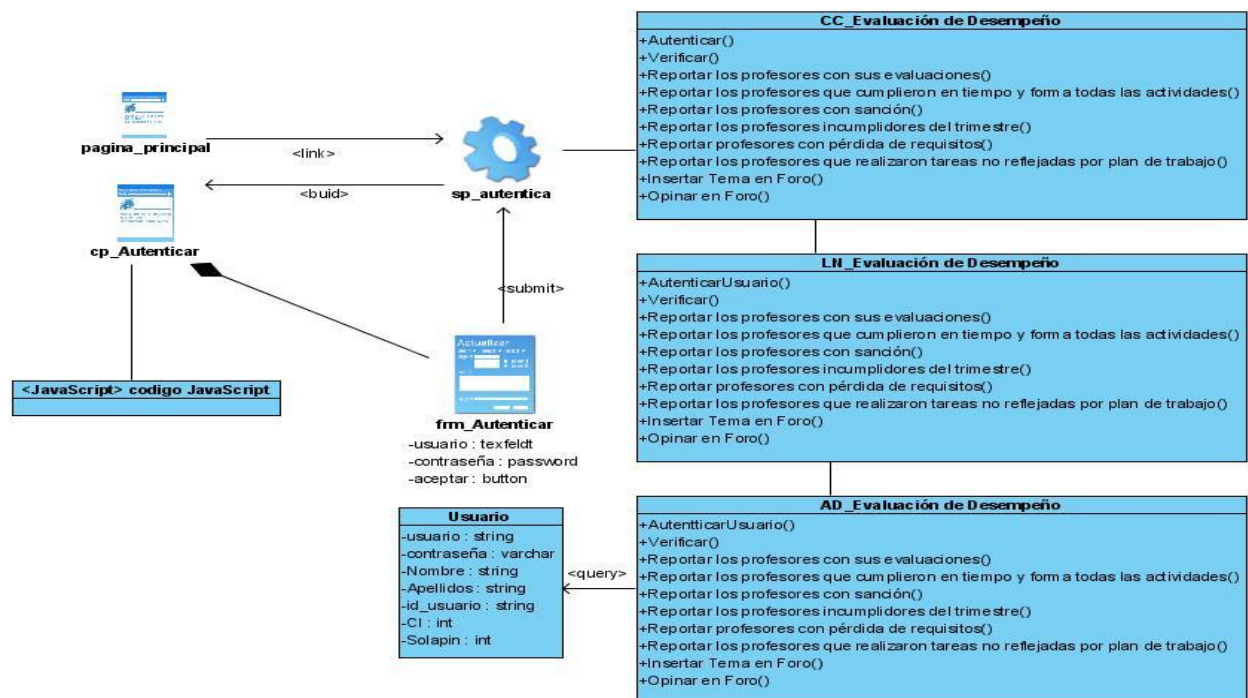 CC_Evaluación de Desempeño
+Autenticar()
+Verificar()
+Reportar los profesores con sus evaluaciones()
+Reportar los profesores que cumplieron en tiempo y forma todas las actividades()
+Reportar los profesores con sanción()
+Reportar los profesores incumplidores del trimestre()
+Reportar profesores con pérdida de requisitos()
+Reportar los profesores que realizaron tareas no reflejadas por plan de trabajo()
+Insertar Tema en Foro()
+Opinar en Foro()
pagina_principal
<link>
<buid>
sp_autentica
cp_Autenticar
<submit>
<JavaScript> codigo JavaScript
Actualizar
frm_Autenticar
-usuario : texfeldt
-contraseña : password
-aceptar : button
LN_Evaluación de Desempeño
+AutenticarUsuario()
+Verificar()
+Reportar los profesores con sus evaluaciones()
+Reportar los profesores que cumplieron en tiempo y forma todas las actividades()
+Reportar los profesores con sanción()
+Reportar los profesores incumplidores del trimestre()
+Reportar profesores con pérdida de requisitos()
+Reportar los profesores que realizaron tareas no reflejadas por plan de trabajo()
+Insertar Tema en Foro()
+Opinar en Foro()
Usuario
-usuario : string
-contraseña : varchar
-Nombre : string
-Apellidos : string
-id_usuario : string
-CI : int
-Solapin : int
<query>
AD_Evaluación de Desempeño
+AutentticarUsuario()
+Verificar()
+Reportar los profesores con sus evaluaciones()
+Reportar los profesores que cumplieron en tiempo y forma todas las actividades()
+Reportar los profesores con sanción()
+Reportar los profesores incumplidores del trimestre()
+Reportar profesores con pérdida de requisitos()
+Reportar los profesores que realizaron tareas no reflejadas por plan de trabajo()
+Insertar Tema en Foro()
+Opinar en Foro()